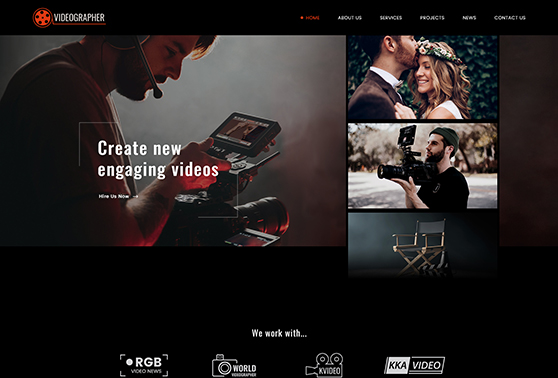 VIDEOGRAPHER
HOME ABOUT US SERVICES PROJECTS NEWS CONTACT US
Create new
engaging videos
Hire Us Now →
We work with...
RGB
VIDEO NEWS
WORLD
VIDEOGRAPHER
KVIDEO
KKA VIDEO